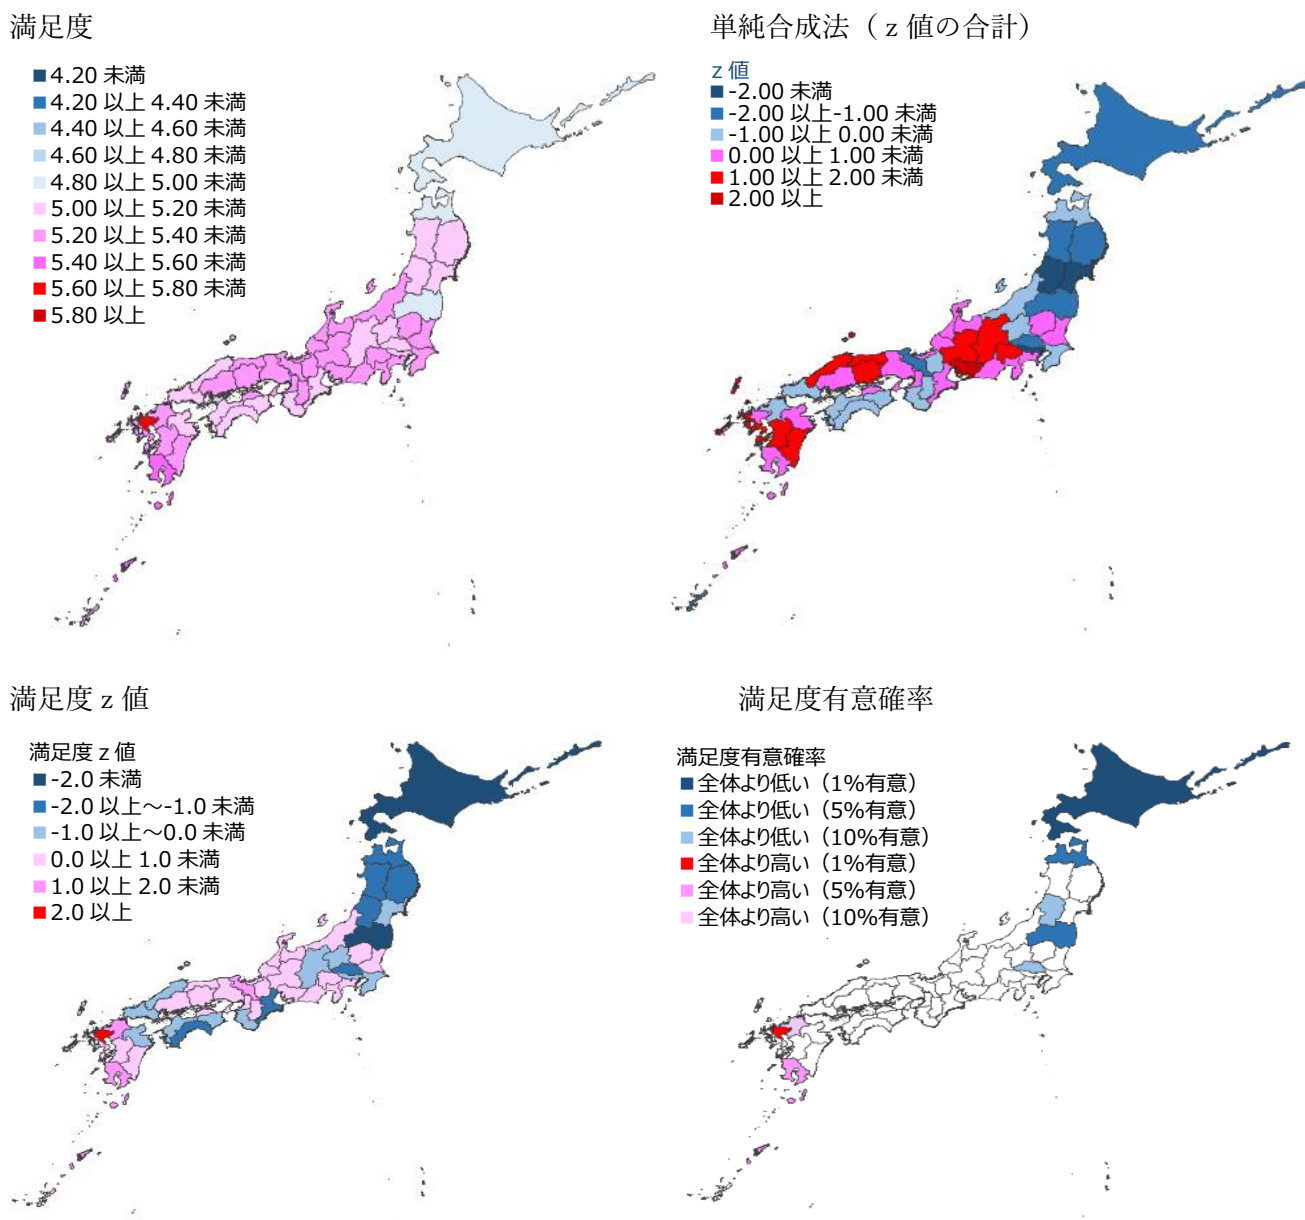 満足度
4.20 未満
4.20 以上 4.40 未満
4.40 以上 4.60 未満
4.60 以上 4.80 未満
4.80 以上 5.00 未満
5.00 以上 5.20 未満
5.20 以上 5.40 未満
5.40 以上 5.60 未満
5.60 以上 5.80 未満
5.80 以上
単純合成法（z 値の合計）
z 値
-2.00 未満
-2.00 以上-1.00 未満
-1.00 以上 0.00 未満
0.00 以上 1.00 未満
1.00 以上 2.00 未満
2.00 以上
満足度 z 値
満足度 z 値
-2.0 未満
-2.0 以上～-1.0 未満
-1.0 以上～0.0 未満
0.0 以上 1.0 未満
1.0 以上 2.0 未満
2.0 以上
満足度有意確率
満足度有意確率
全体より低い（1%有意）
全体より低い（5%有意）
全体より低い（10%有意）
全体より高い（1%有意）
全体より高い（5%有意）
全体より高い（10%有意）